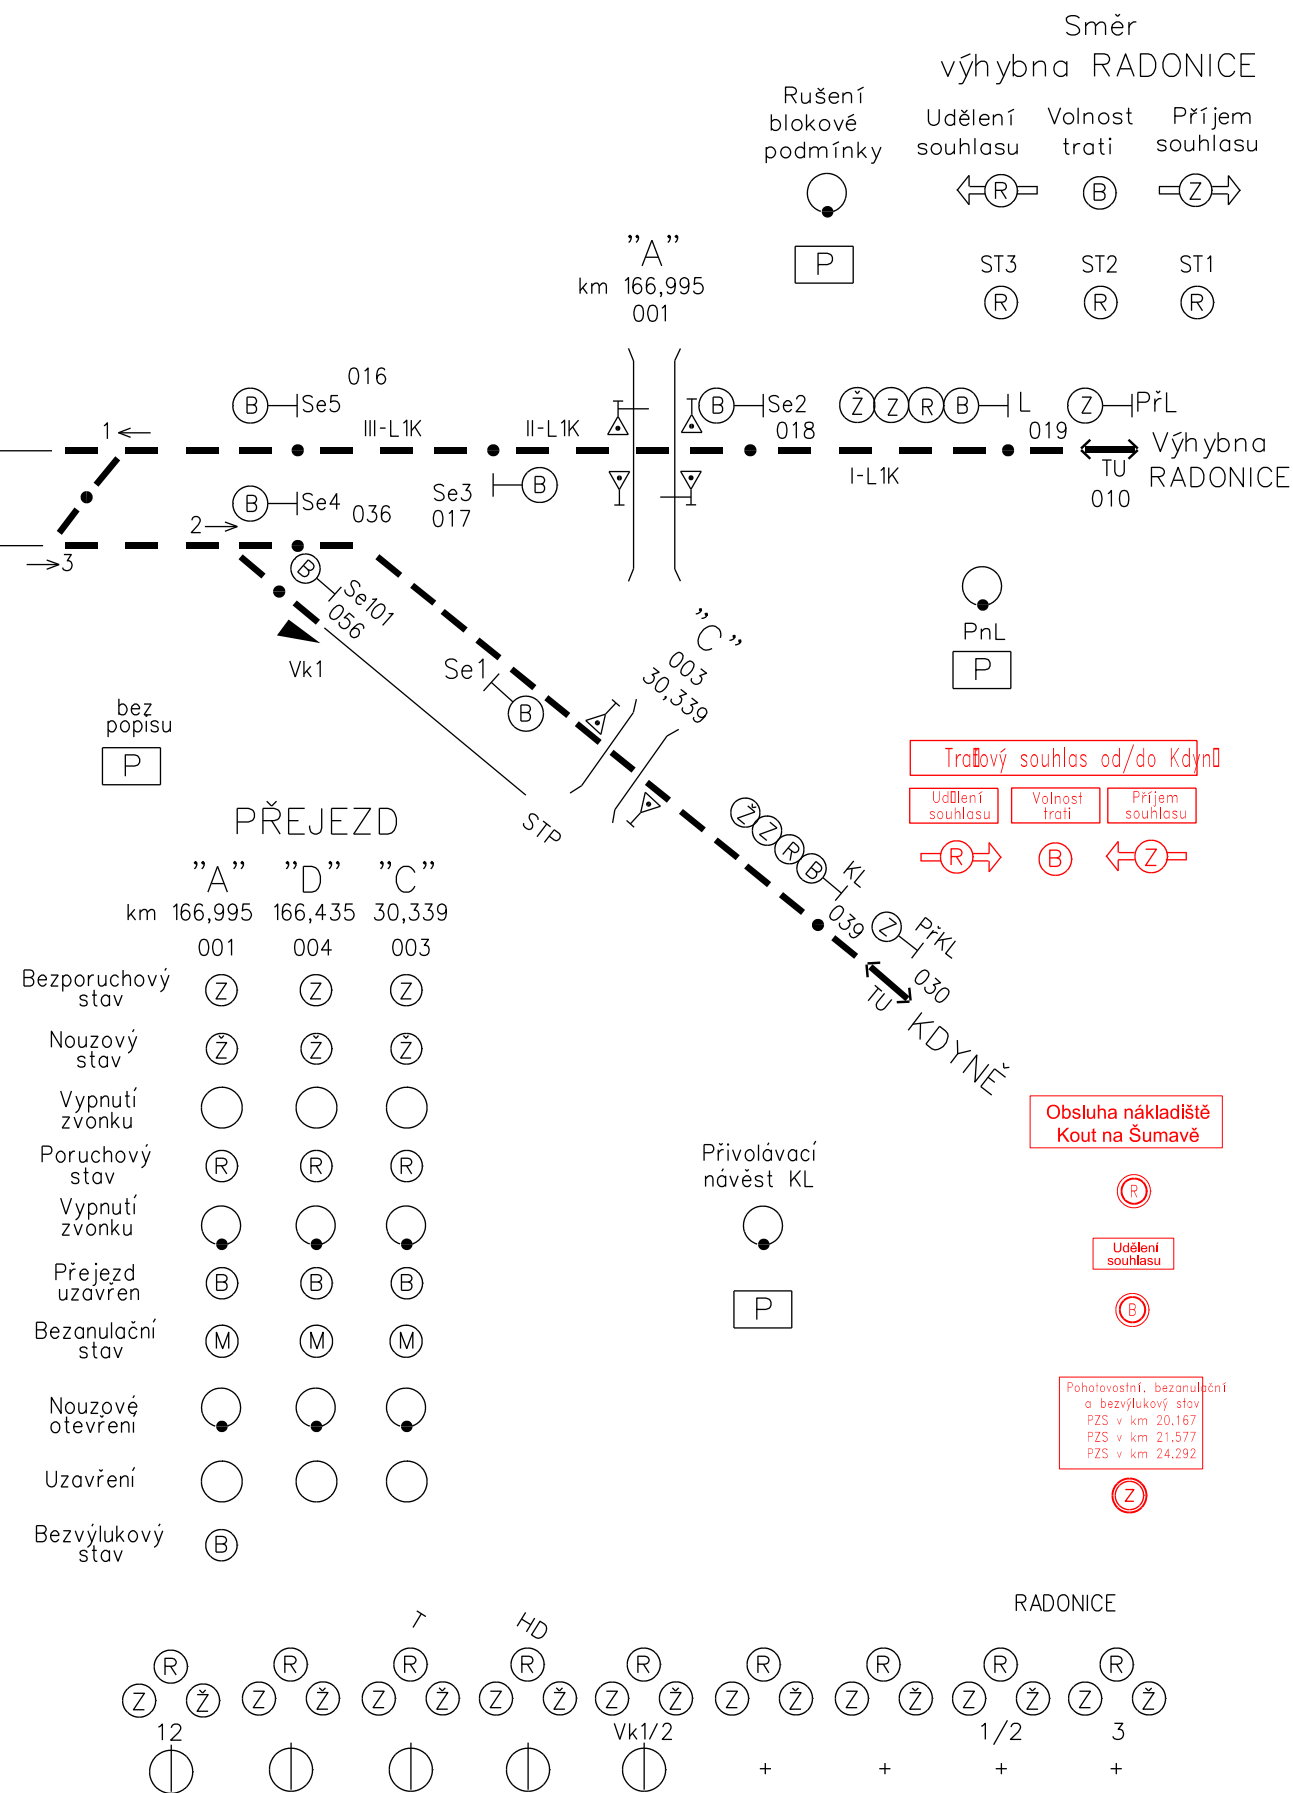 Směr
výhybna RADONICE
Rušení
blokové
podmínky
Udělení
souhlasu
Volnost
trati
Příjem
souhlasu
R
B
Z
P
ST3
ST2
ST1
R
R
R
"A"
km 166,995
001
016
B
Se5
1
III-L1K
II-L1K
B
Se2
018
Ž
Z
R
B
L
019
Z
PřL
I-L1K
TU
010
Výhybna
RADONICE
Se3
017
B
B
Se4
036
2
3
B
Se101
056
Vk1
STP
Se1
B
"C"
003
30,339
PnL
P
bez
popisu
P
Udělení
souhlasu
Volnost
trati
Příjem
souhlasu
R
B
Z
Ž
Z
R
B
KL
039
Z
PřKL
030
TU
KDYNĚ
PŘEJEZD
"A" "D" "C"
km 166,995 166,435 30,339
001 004 003
Bezporuchový
stav
Z Z Z
Nouzový
stav
Ž Ž Ž
Vypnutí
zvonku
Poruchový
stav
R R R
Vypnutí
zvonku
Přejezd
uzavřen
B B B
Bezanulační
stav
M M M
Nouzové
otevření
Uzavření
Bezvýlukový
stav
B
Přivolávací
návěst KL
P
Obsluha nákladiště
Kout na Šumavě
R
Udělení
souhlasu
B
Pohotovostní, bezanulační
a bezvýlukový stav
PZS v km 20,167
PZS v km 21,577
PZS v km 24,292
Z
RADONICE
T
HD
R R R R R R R R R
Z Ž Z Ž Z Ž Z Ž Z Ž Z Ž Z Ž Z Ž Z Ž
12
Vk1/2
1/2
3
+ + + +